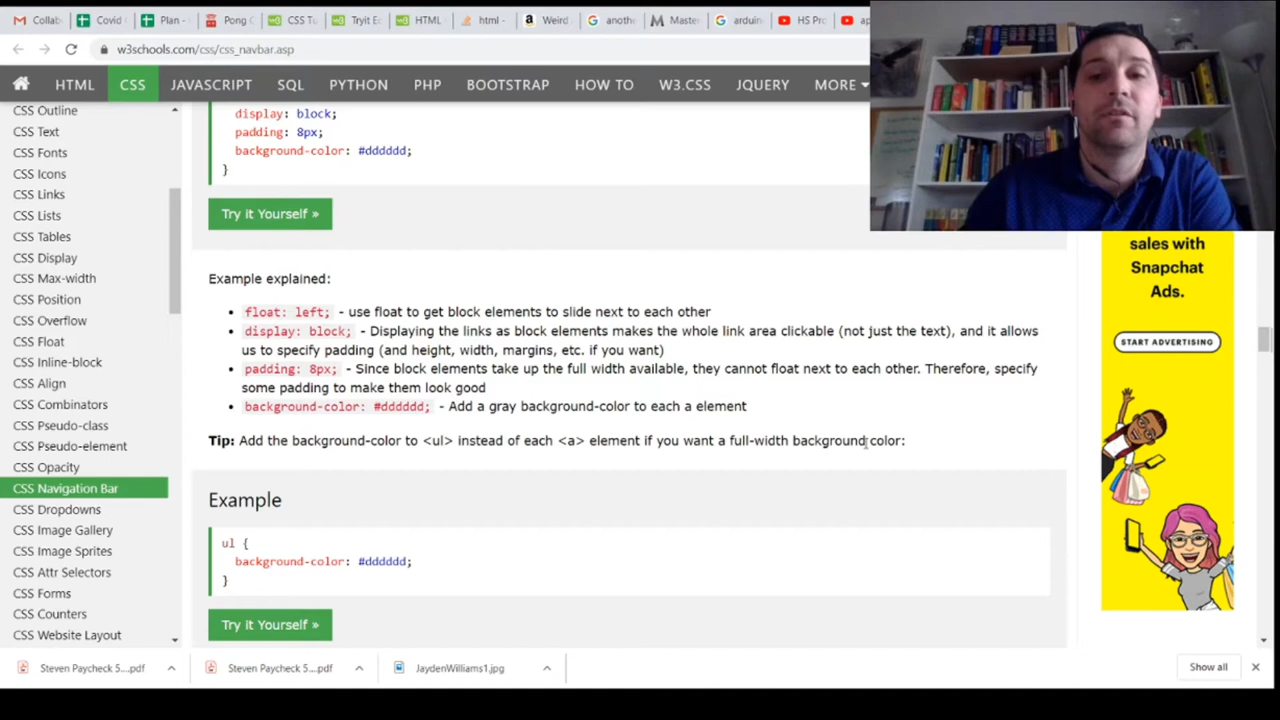 Collab
Covid
Plan -
Pong
CSS Tu
Tryit E
HTML
html -
Weird
anothe
Master
arduin
HS Pro
ap
w3schools.com/css/css_navbar.asp
HTML CSS JAVASCRIPT SQL PYTHON PHP BOOTSTRAP HOW TO W3.CSS JQUERY MORE
CSS Outline
CSS Text
CSS Fonts
CSS Icons
CSS Links
CSS Lists
CSS Tables
CSS Display
CSS Max-width
CSS Position
CSS Overflow
CSS Float
CSS Inline-block
CSS Align
CSS Combinators
CSS Pseudo-class
CSS Pseudo-element
CSS Opacity
CSS Navigation Bar
CSS Dropdowns
CSS Image Gallery
CSS Image Sprites
CSS Attr Selectors
CSS Forms
CSS Counters
CSS Website Layout
display: block;
padding: 8px;
background-color: #dddddd;
}
Try it Yourself »
Example explained:
• float: left; - use float to get block elements to slide next to each other
• display: block; - Displaying the links as block elements makes the whole link area clickable (not just the text), and it allows
us to specify padding (and height, width, margins, etc. if you want)
• padding: 8px; - Since block elements take up the full width available, they cannot float next to each other. Therefore, specify
some padding to make them look good
• background-color: #dddddd; - Add a gray background-color to each a element
Tip: Add the background-color to <ul> instead of each <a> element if you want a full-width background color:
Example
ul {
background-color: #dddddd;
}
Try it Yourself »
sales with
Snapchat
Ads.
START ADVERTISING
Steven Paycheck 5....pdf
Steven Paycheck 5....pdf
JaydenWilliams1.jpg
Show all